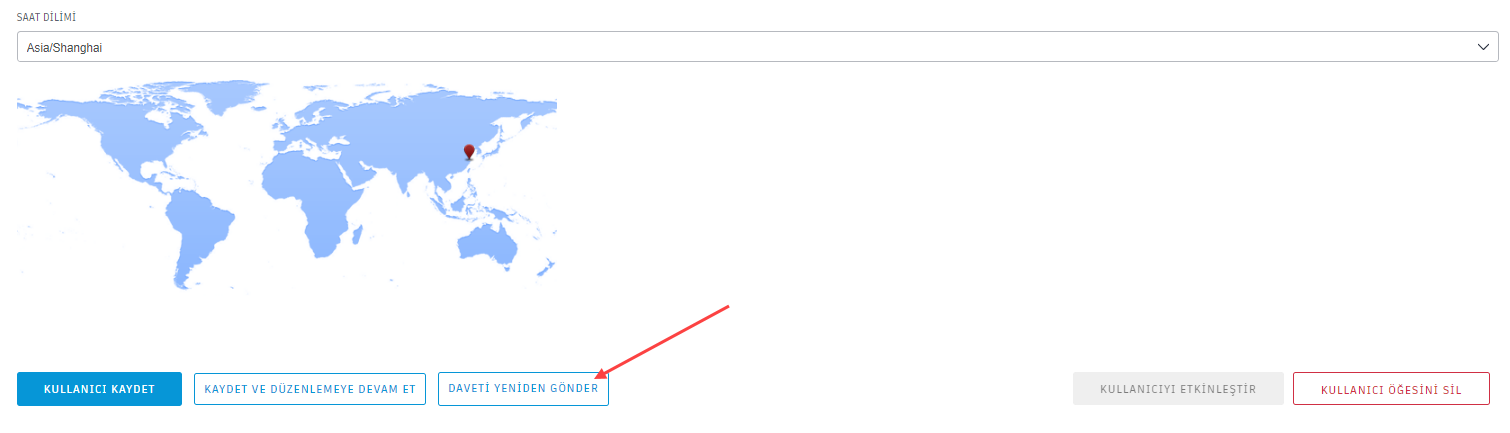 SAAT DİLİMİ
Asia/Shanghai
KULLANICI KAYDET
KAYDET VE DÜZENLEMEYE DEVAM ET
DAVETİ YENİDEN GÖNDER
KULLANICIYI ETKİNLEŞTİR
KULLANICI ÖĞESİNİ SİL